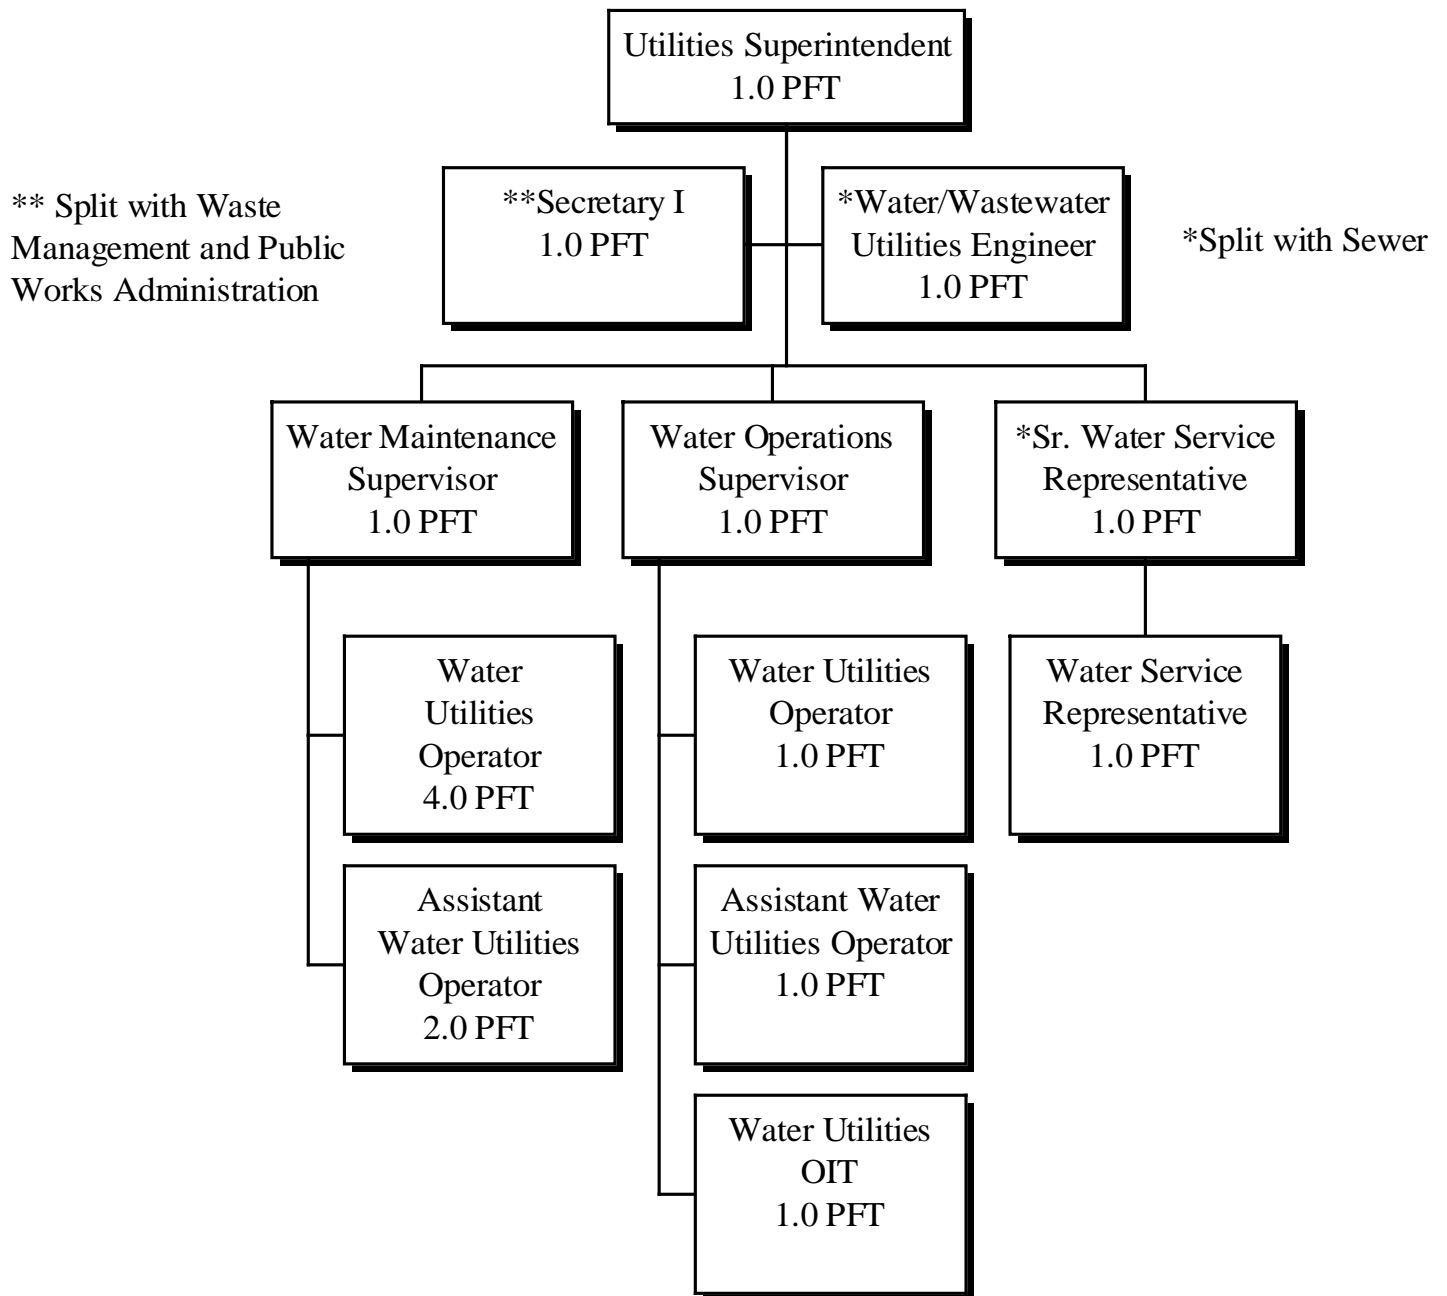 Utilities Superintendent
1.0 PFT
** Split with Waste
Management and Public
Works Administration
**Secretary I
1.0 PFT
*Water/Wastewater
Utilities Engineer
1.0 PFT
*Split with Sewer
Water Maintenance
Supervisor
1.0 PFT
Water Operations
Supervisor
1.0 PFT
*Sr. Water Service
Representative
1.0 PFT
Water
Utilities
Operator
4.0 PFT
Water Utilities
Operator
1.0 PFT
Water Service
Representative
1.0 PFT
Assistant
Water Utilities
Operator
2.0 PFT
Assistant Water
Utilities Operator
1.0 PFT
Water Utilities
OIT
1.0 PFT